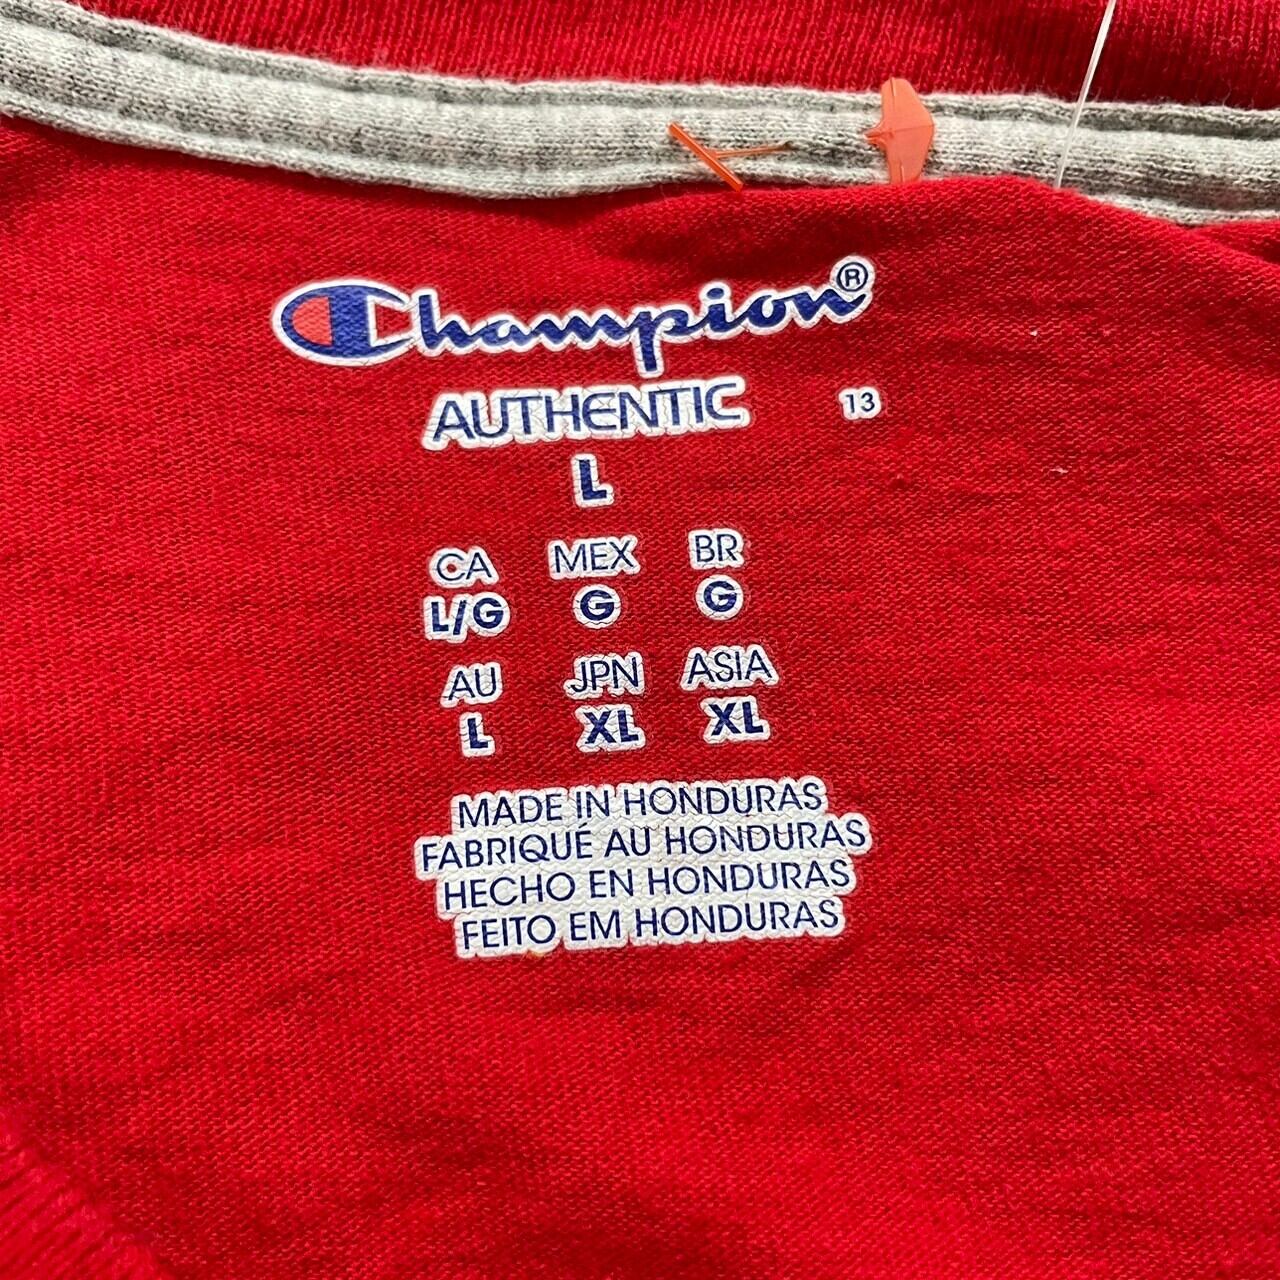 Champion®
AUTHENTIC 13
L
CA MEX BR
L/G G G
AU JPN ASIA
L XL XL
MADE IN HONDURAS
FABRIQUÉ AU HONDURAS
HECHO EN HONDURAS
FEITO EM HONDURAS